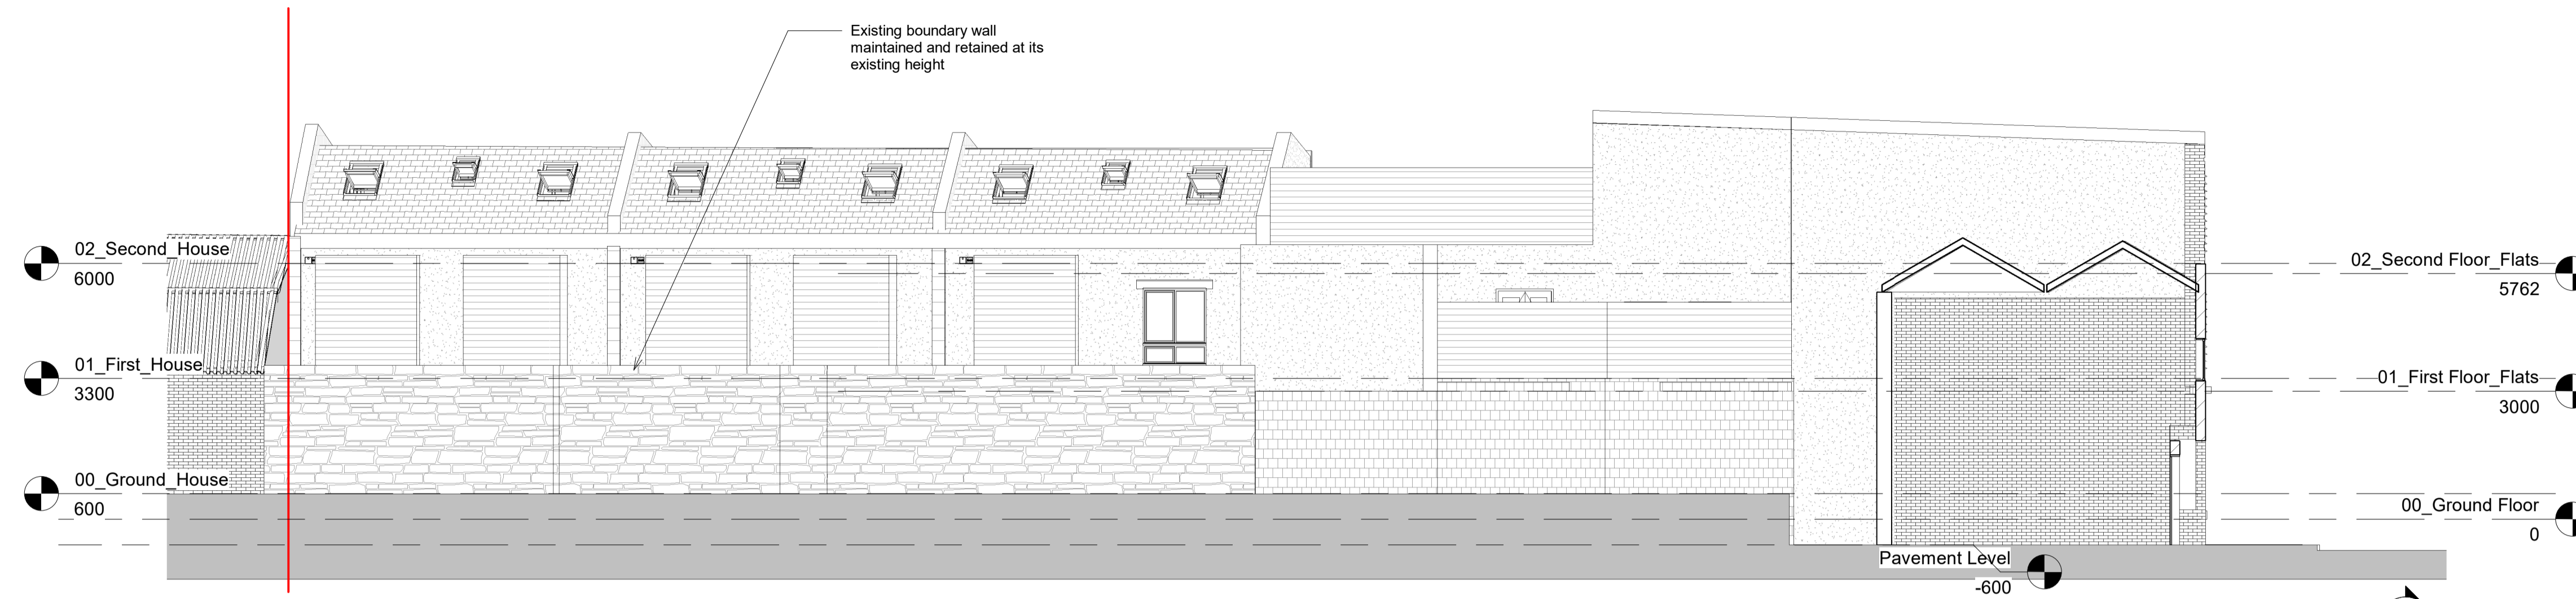 Existing boundary wall
maintained and retained at its
existing height
02_Second_House
6000
02_Second Floor_Flats
5762
01_First_House
3300
01_First Floor_Flats
3000
00_Ground_House
600
00_Ground Floor
0
Pavement Level
-600